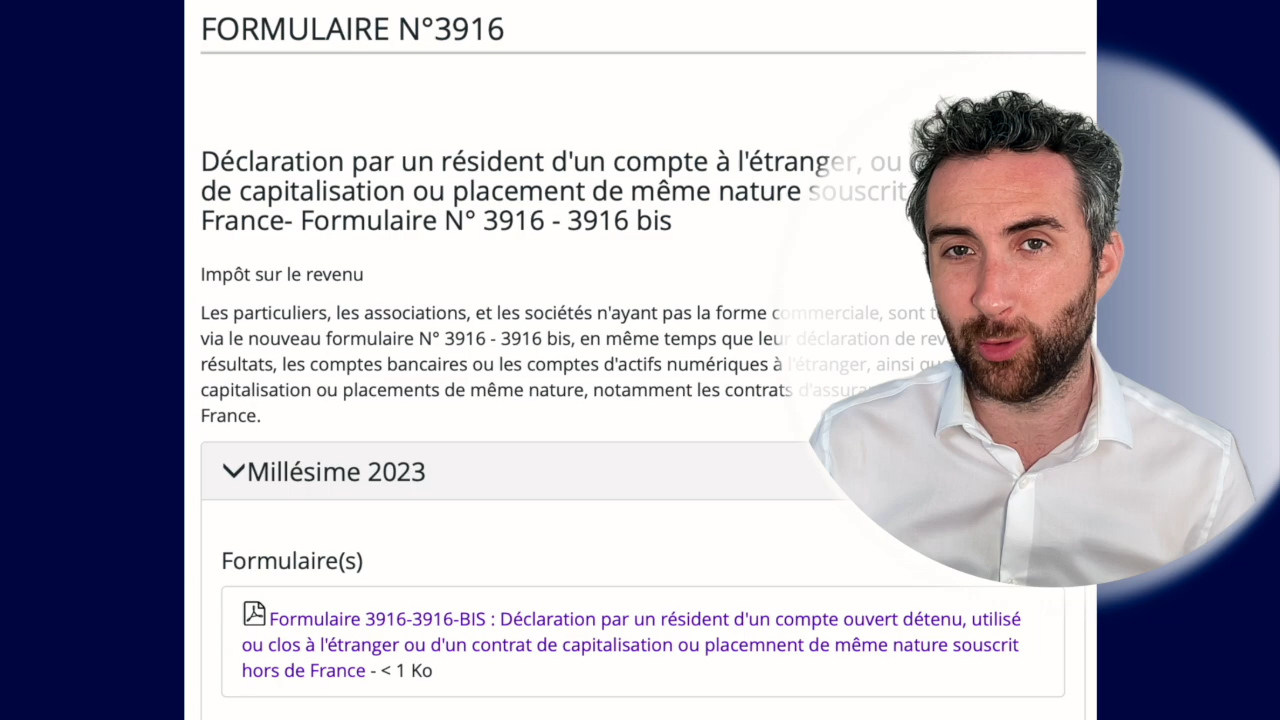 FORMULAIRE N°3916
Déclaration par un résident d'un compte à l'étranger, ou
de capitalisation ou placement de même nature souscrit
France- Formulaire N° 3916 - 3916 bis
Impôt sur le revenu
Les particuliers, les associations, et les sociétés n'ayant pas la forme commerciale, sont
via le nouveau formulaire N° 3916 - 3916 bis, en même temps que leur déclaration de
résultats, les comptes bancaires ou les comptes d'actifs numériques à l'étranger, ainsi
capitalisation ou placements de même nature, notamment les contrats
France.
Millésime 2023
Formulaire(s)
Formulaire 3916-3916-BIS : Déclaration par un résident d'un compte ouvert détenu, utilisé
ou clos à l'étranger ou d'un contrat de capitalisation ou placemnent de même nature souscrit
hors de France - < 1 Ko